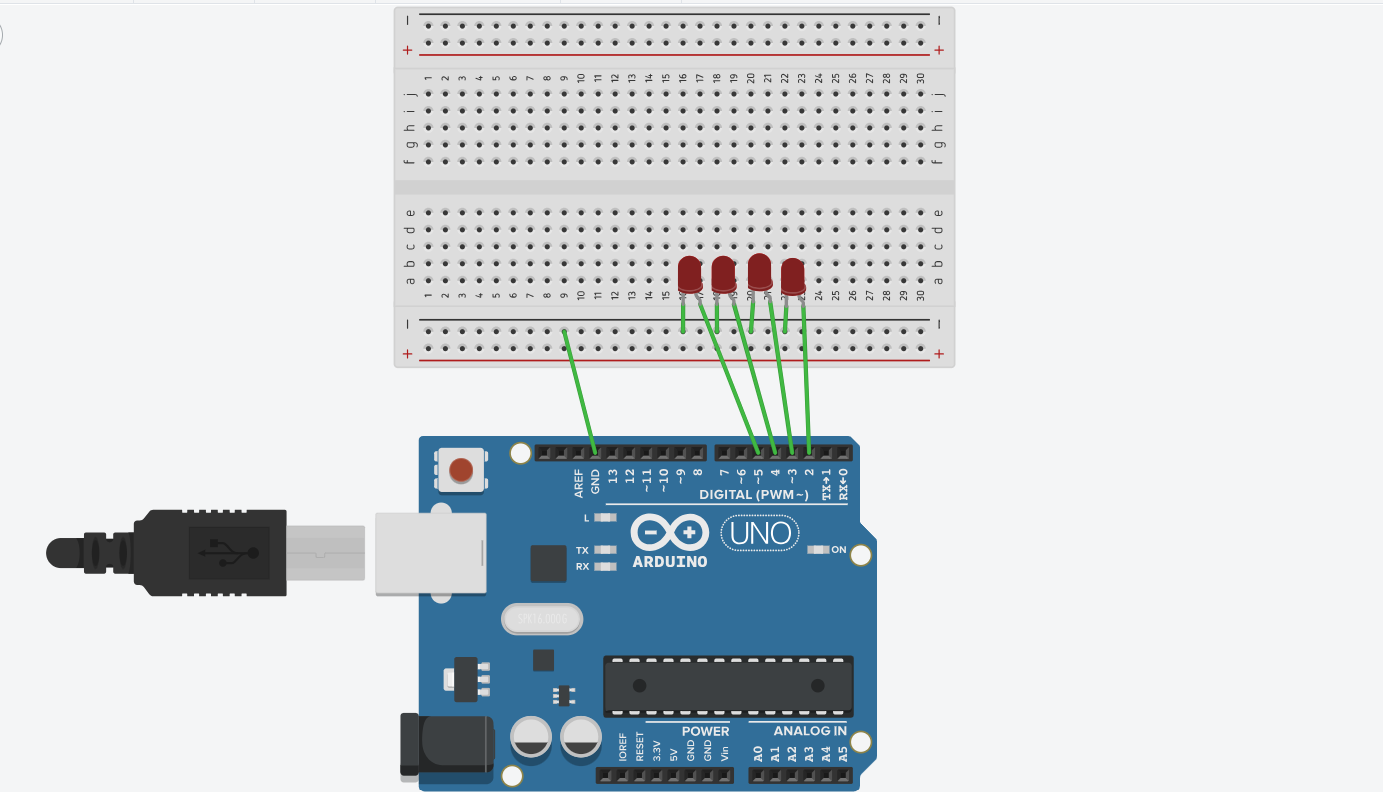 − −
+ +
1 2 3 4 5 6 7 8 9 10 11 12 13 14 15 16 17 18 19 20 21 22 23 24 25 26 27 28 29 30
j j
i i
h h
g g
f f
e e
d d
c c
b b
a a
1 2 3 4 5 6 7 8 9 10 11 12 13 14 15 18 20 24 25 26 27 28 29 30
− −
+ +
AREF GND 13 12 ~11 ~10 ~9 8 7 ~6 ~5 4 ~3 2 TX→1 RX←0
DIGITAL (PWM~)
L
UNO
TX ON
RX ARDUINO
SPK16.000G
POWER ANALOG IN
IOREF RESET 3.3V 5V GND GND Vin A0 A1 A2 A3 A4 A5